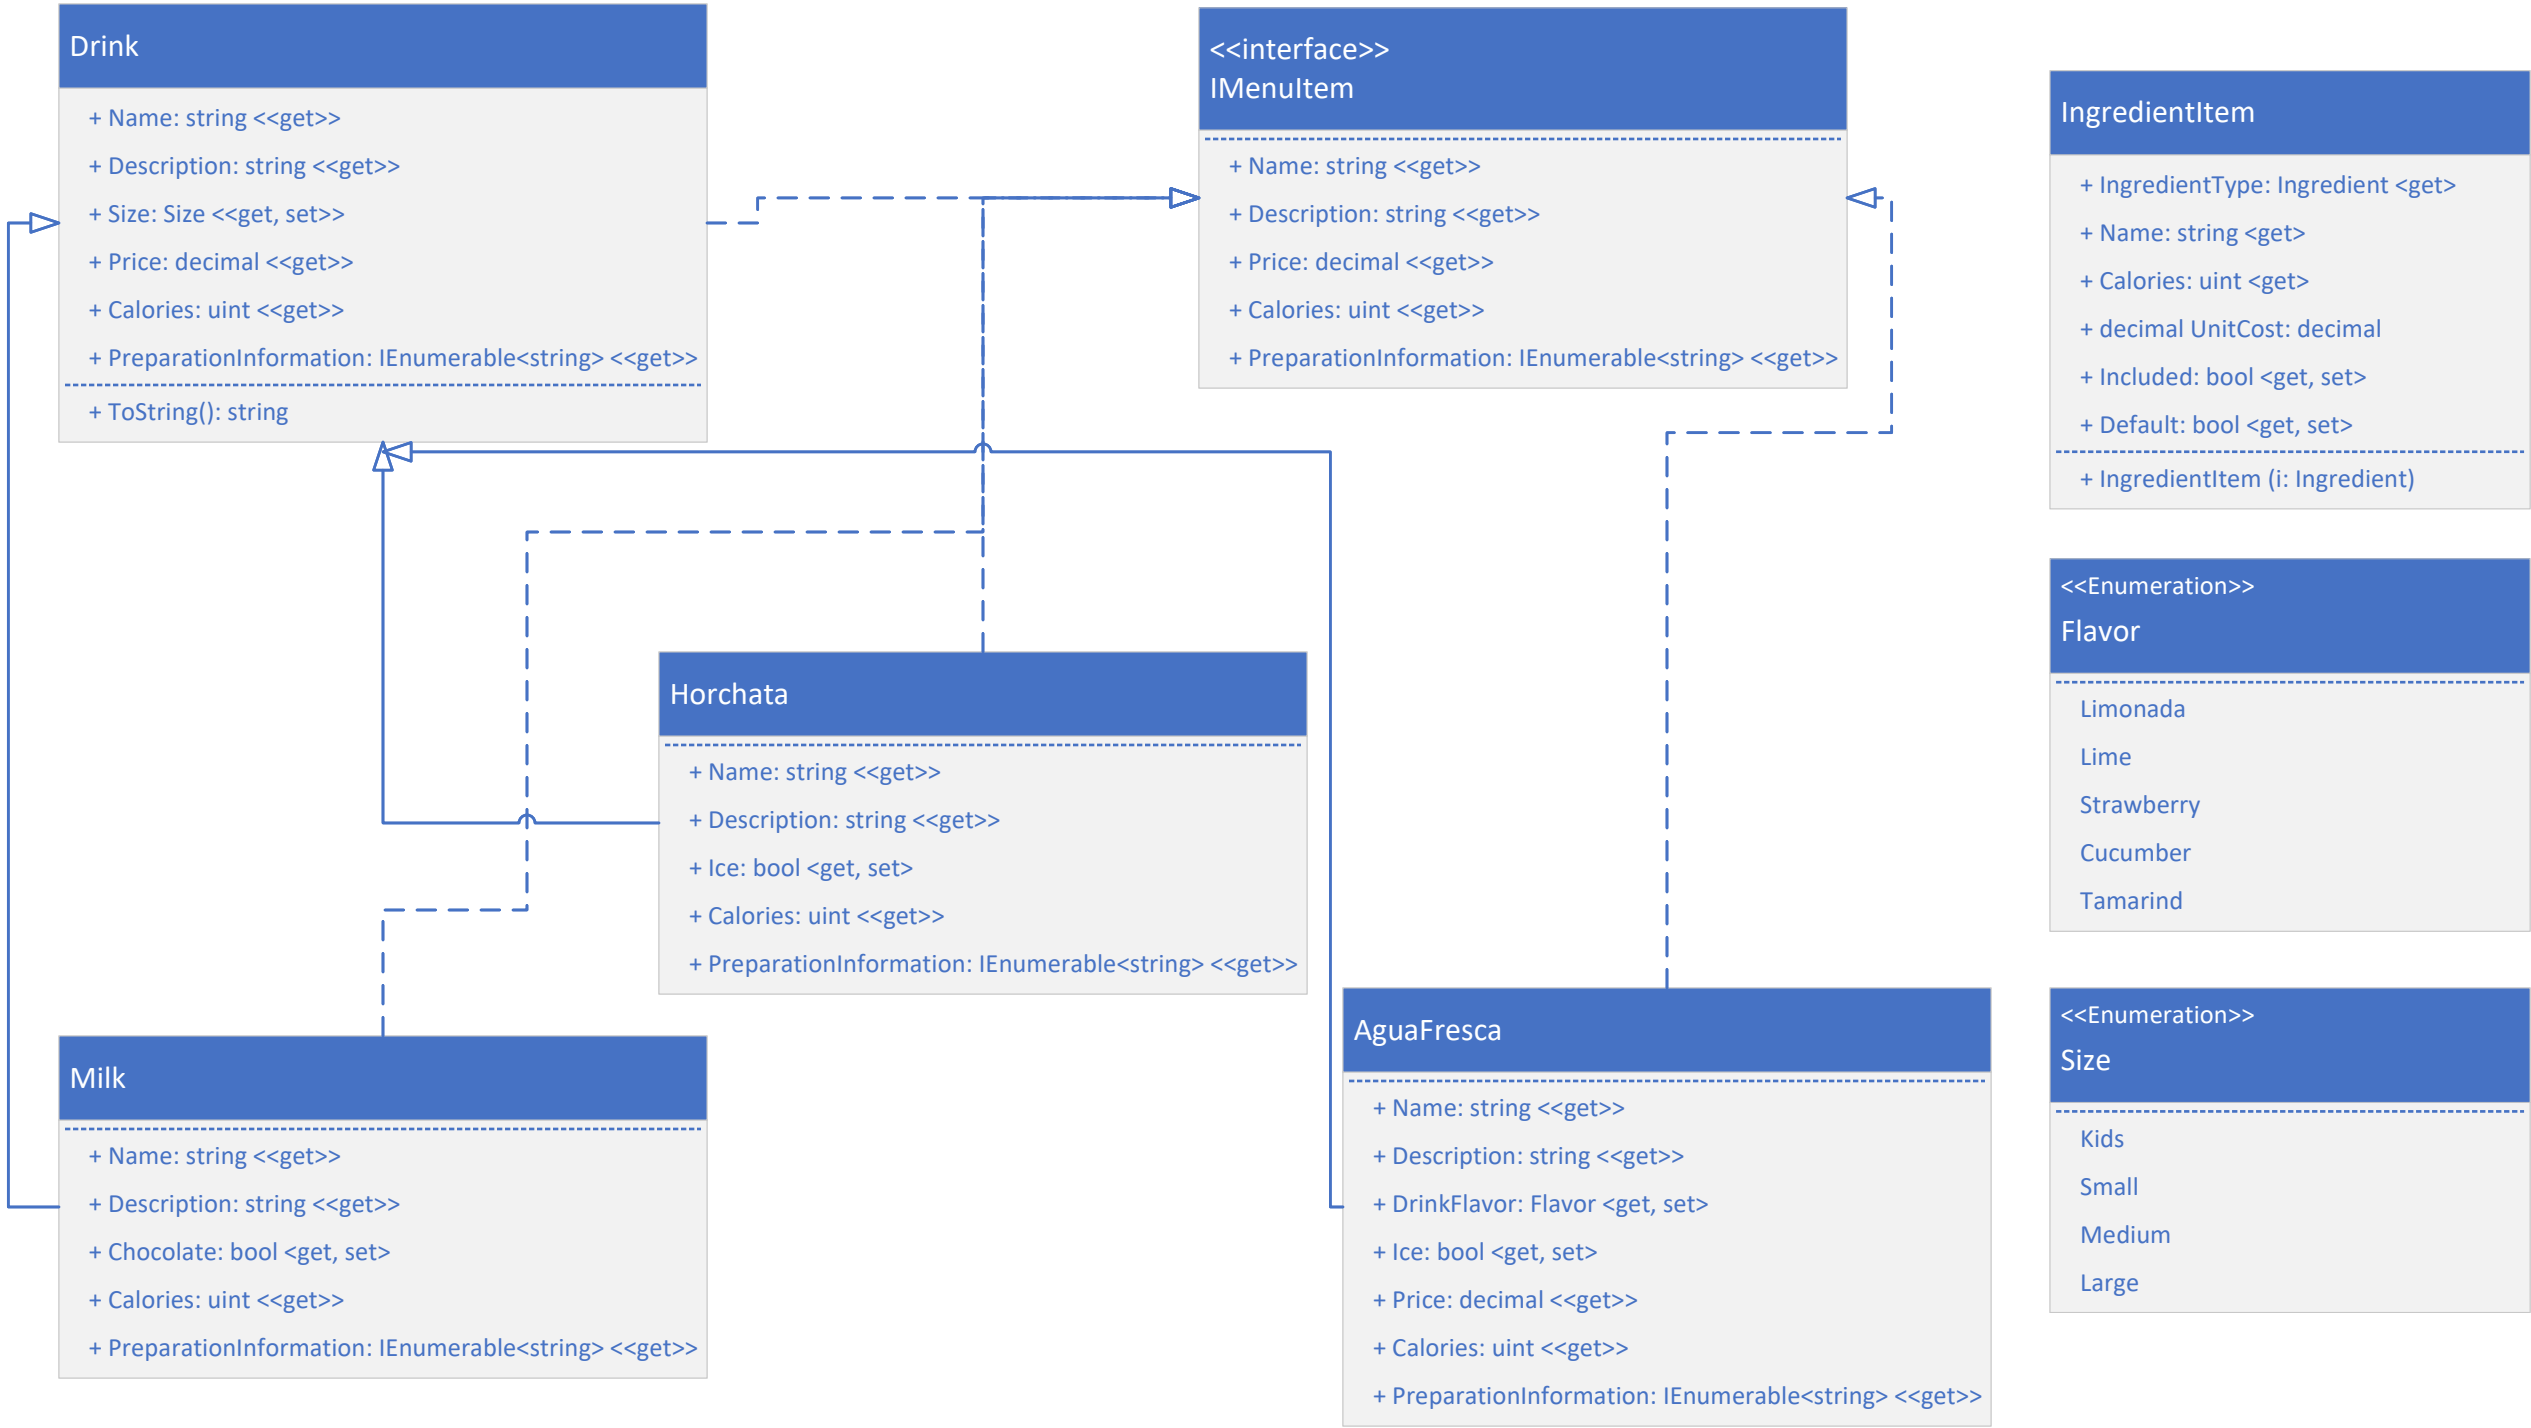 Drink
+ Name: string <<get>>
+ Description: string <<get>>
+ Size: Size <<get, set>>
+ Price: decimal <<get>>
+ Calories: uint <<get>>
+ PreparationInformation: IEnumerable<string> <<get>>
+ ToString(): string
<<interface>>
IMenuItem
+ Name: string <<get>>
+ Description: string <<get>>
+ Price: decimal <<get>>
+ Calories: uint <<get>>
+ PreparationInformation: IEnumerable<string> <<get>>
IngredientItem
+ IngredientType: Ingredient <get>
+ Name: string <get>
+ Calories: uint <get>
+ decimal UnitCost: decimal
+ Included: bool <get, set>
+ Default: bool <get, set>
+ IngredientItem (i: Ingredient)
<<Enumeration>>
Flavor
Limonada
Lime
Strawberry
Cucumber
Tamarind
Horchata
+ Name: string <<get>>
+ Description: string <<get>>
+ Ice: bool <get, set>
+ Calories: uint <<get>>
+ PreparationInformation: IEnumerable<string> <<get>>
Milk
+ Name: string <<get>>
+ Description: string <<get>>
+ Chocolate: bool <get, set>
+ Calories: uint <<get>>
+ PreparationInformation: IEnumerable<string> <<get>>
AguaFresca
+ Name: string <<get>>
+ Description: string <<get>>
+ DrinkFlavor: Flavor <get, set>
+ Ice: bool <get, set>
+ Price: decimal <<get>>
+ Calories: uint <<get>>
+ PreparationInformation: IEnumerable<string> <<get>>
<<Enumeration>>
Size
Kids
Small
Medium
Large